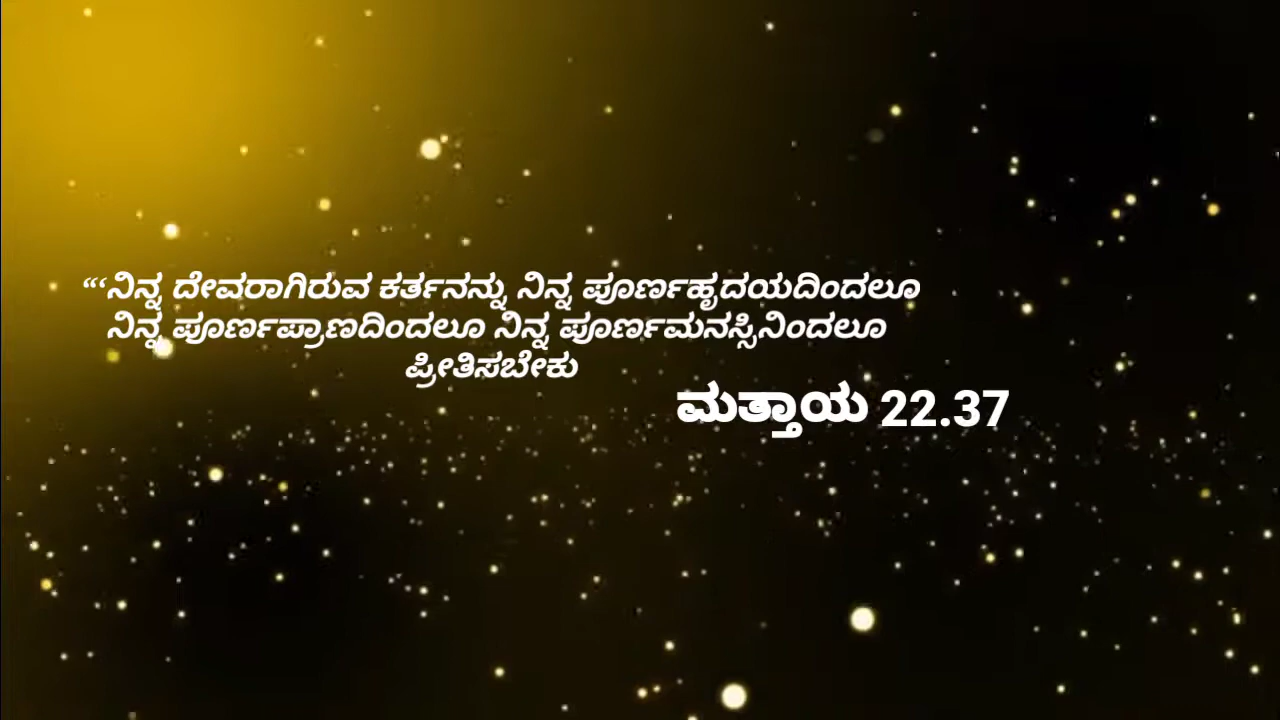 “‘ನಿನ್ನ ದೇವರಾಗಿರುವ ಕರ್ತನನ್ನು ನಿನ್ನ ಪೂರ್ಣಹೃದಯದಿಂದಲೂ
ನಿನ್ನ ಪೂರ್ಣಪ್ರಾಣದಿಂದಲೂ ನಿನ್ನ ಪೂರ್ಣಮನಸ್ಸಿನಿಂದಲೂ
ಪ್ರೀತಿಸಬೇಕು
ಮತ್ತಾಯ 22.37